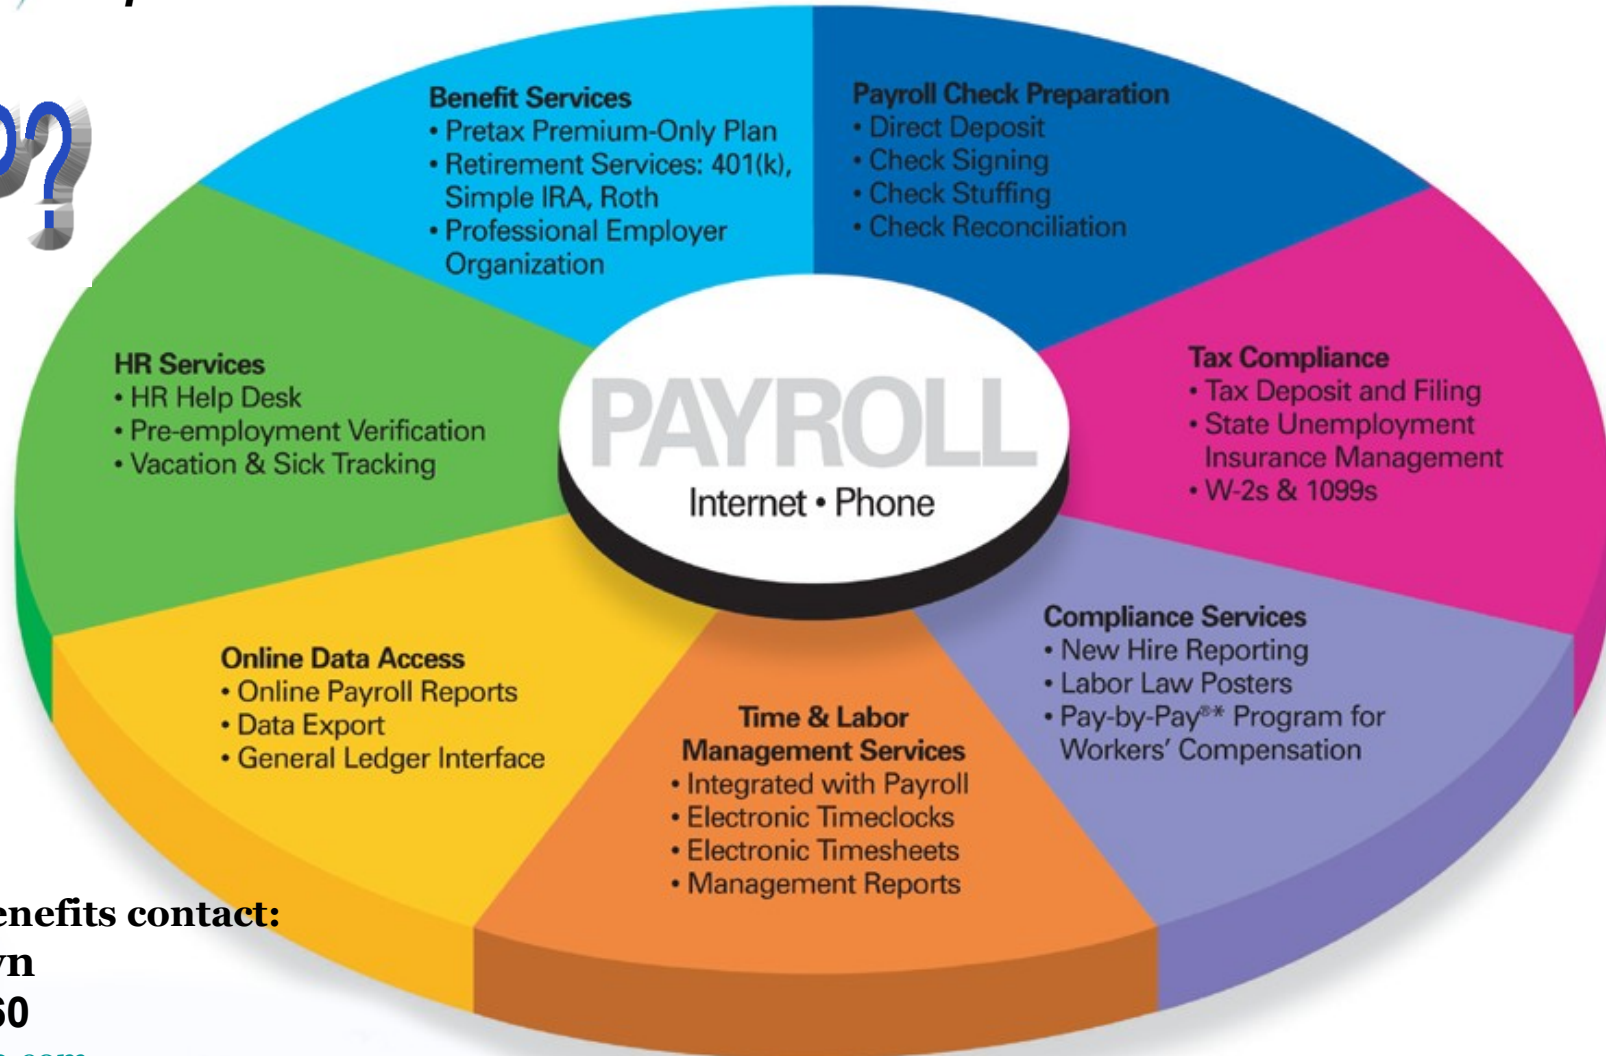 Benefit Services
• Pretax Premium-Only Plan
• Retirement Services: 401(k),
Simple IRA, Roth
• Professional Employer
Organization
Payroll Check Preparation
• Direct Deposit
• Check Signing
• Check Stuffing
• Check Reconciliation
HR Services
• HR Help Desk
• Pre-employment Verification
• Vacation & Sick Tracking
PAYROLL
Internet • Phone
Tax Compliance
• Tax Deposit and Filing
• State Unemployment
Insurance Management
• W-2s & 1099s
Online Data Access
• Online Payroll Reports
• Data Export
• General Ledger Interface
Time & Labor
Management Services
• Integrated with Payroll
• Electronic Timeclocks
• Electronic Timesheets
• Management Reports
Compliance Services
• New Hire Reporting
• Labor Law Posters
• Pay-by-Pay®* Program for
Workers’ Compensation
enefits contact: